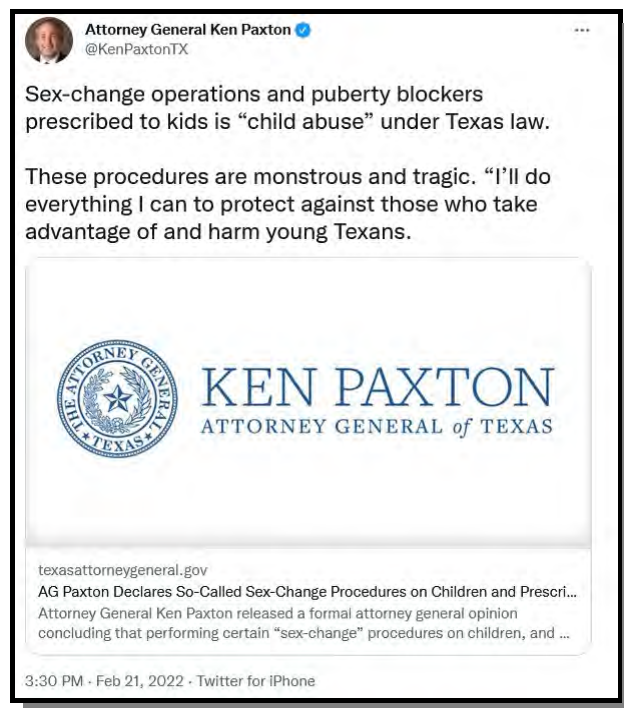 Attorney General Ken Paxton
@KenPaxtonTX
Sex-change operations and puberty blockers
prescribed to kids is “child abuse” under Texas law.
These procedures are monstrous and tragic. “I’ll do
everything I can to protect against those who take
advantage of and harm young Texans.
THE ATTORNEY GENERAL
TEXAS
KEN PAXTON
ATTORNEY GENERAL of TEXAS
texasattorneygeneral.gov
AG Paxton Declares So-Called Sex-Change Procedures on Children and Prescri...
Attorney General Ken Paxton released a formal attorney general opinion
concluding that performing certain “sex-change” procedures on children, and ...
3:30 PM · Feb 21, 2022 · Twitter for iPhone